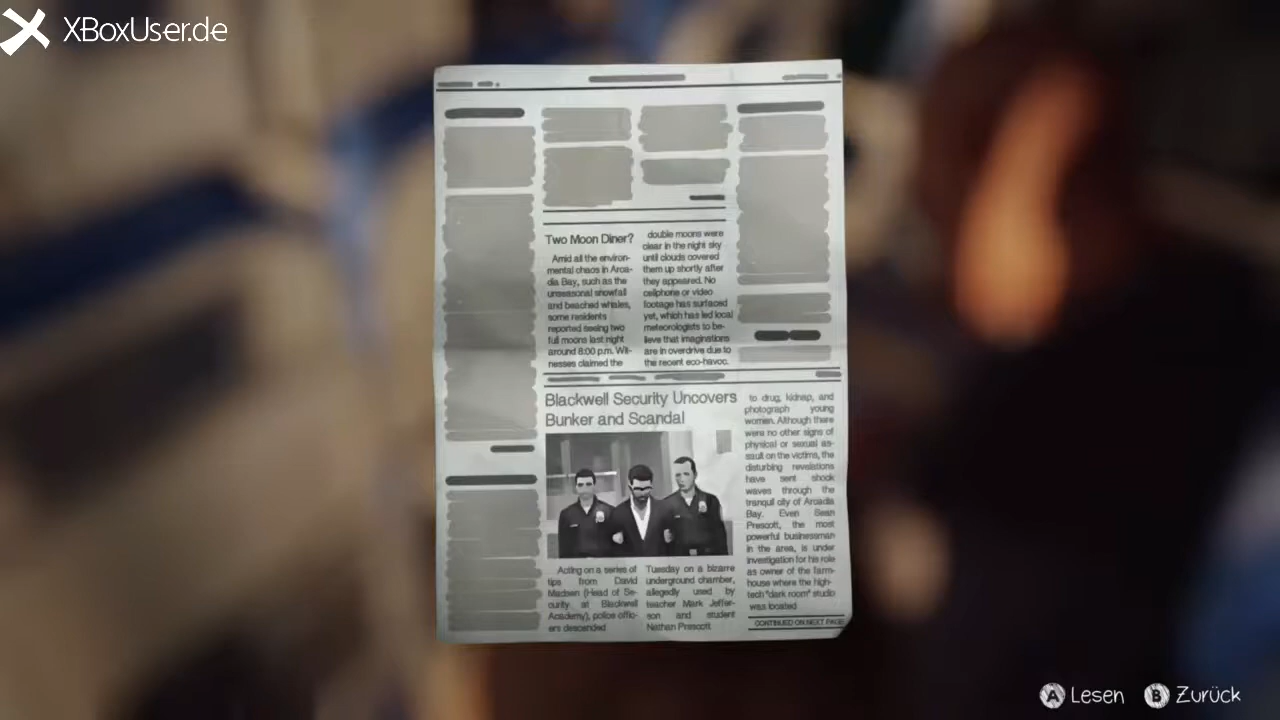 XBoxUser.de
Two Moon Diner?
Amid all the environ-
mental chaos in Arca-
dia Bay, such as the
unseasonal snowfall
and beached whales,
some residents
reported seeing two
full moons last night
around 8:00 p.m. Wit-
nesses claimed the
double moons were
clear in the night sky
until clouds covered
them up shortly after
they appeared. No
cellphone or video
footage has surfaced
yet, which has led local
meteorologists to be-
lieve that imaginations
are in overdrive due to
the recent eco-havoc.
Blackwell Security Uncovers
Bunker and Scandal
Acting on a series of
tips from David
Madsen (Head of Se-
curity at Blackwell
Academy), police offic-
ers descended
Tuesday on a bizarre
underground chamber,
allegedly used by
teacher Mark Jeffer-
son and student
Nathan Prescott
to drug, kidnap, and
photograph young
women. Although there
were no other signs of
physical or sexual as-
sault on the victims, the
disturbing revelations
have sent shock
waves through the
tranquil city of Arcadia
Bay. Even Sean
Prescott, the most
powerful businessman
in the area, is under
investigation for his role
as owner of the farm-
house where the high-
tech "dark room" studio
was located
CONTINUED ON NEXT PAGE
A Lesen B Zurück